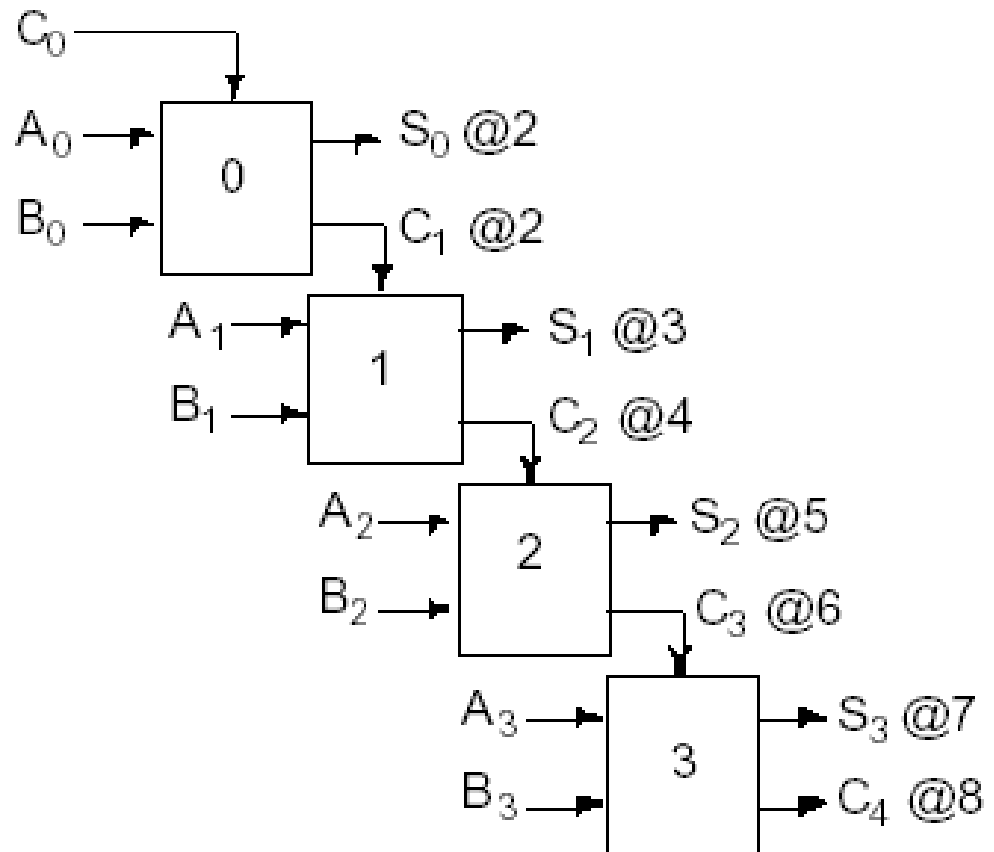 C₀
A₀
S₀ @2
0
B₀
C₁ @2
A₁
S₁ @3
1
B₁
C₂ @4
A₂
S₂ @5
2
B₂
C₃ @6
A₃
S₃ @7
3
B₃
C₄ @8